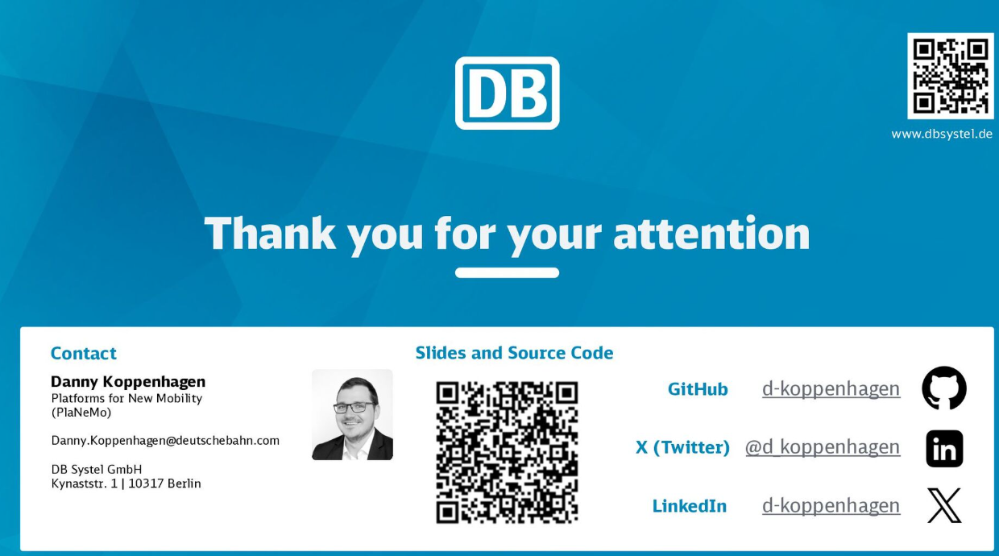 DB
www.dbsystel.de
Thank you for your attention
Contact
Danny Koppenhagen
Platforms for New Mobility
(PlaNeMo)
Danny.Koppenhagen@deutschebahn.com
DB Systel GmbH
Kynaststr. 1 | 10317 Berlin
Slides and Source Code
GitHub d-koppenhagen
X (Twitter) @d_koppenhagen
in
LinkedIn d-koppenhagen
X